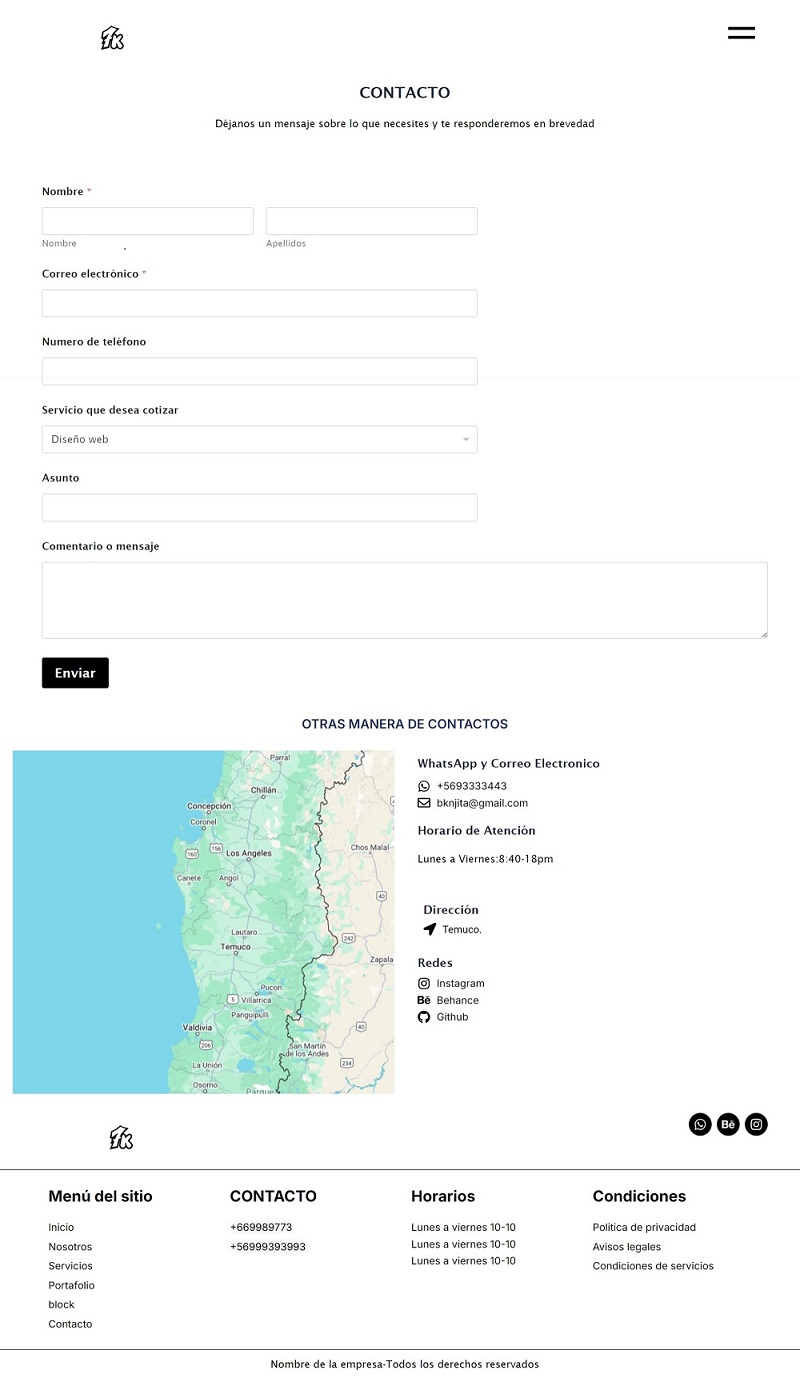 CONTACTO
Déjanos un mensaje sobre lo que necesites y te responderemos en brevedad
Nombre *
Nombre
Apellidos
Correo electrónico *
Numero de teléfono
Servicio que desea cotizar
Diseño web
Asunto
Comentario o mensaje
Enviar
OTRAS MANERA DE CONTACTOS
Parral
Chillán
Concepción
Coronel
160
156
Los Angeles
Chos Malal
Canete
Angol
40
Lautaro
242
Temuco
Zapala
Pucon
5
Villarrica
Panguipulli
Valdivia
40
206
San Martín
de los Andes
La Unión
234
Osorno
Parque
WhatsApp y Correo Electronico
+5693333443
bknjita@gmail.com
Horario de Atención
Lunes a Viernes:8:40-18pm
Dirección
Temuco.
Redes
Instagram
Bē Behance
Github
Bē
Menú del sitio
Inicio
Nosotros
Servicios
Portafolio
block
Contacto
CONTACTO
+669989773
+56999393993
Horarios
Lunes a viernes 10-10
Lunes a viernes 10-10
Lunes a viernes 10-10
Condiciones
Politica de privacidad
Avisos legales
Condiciones de servicios
Nombre de la empresa-Todos los derechos reservados